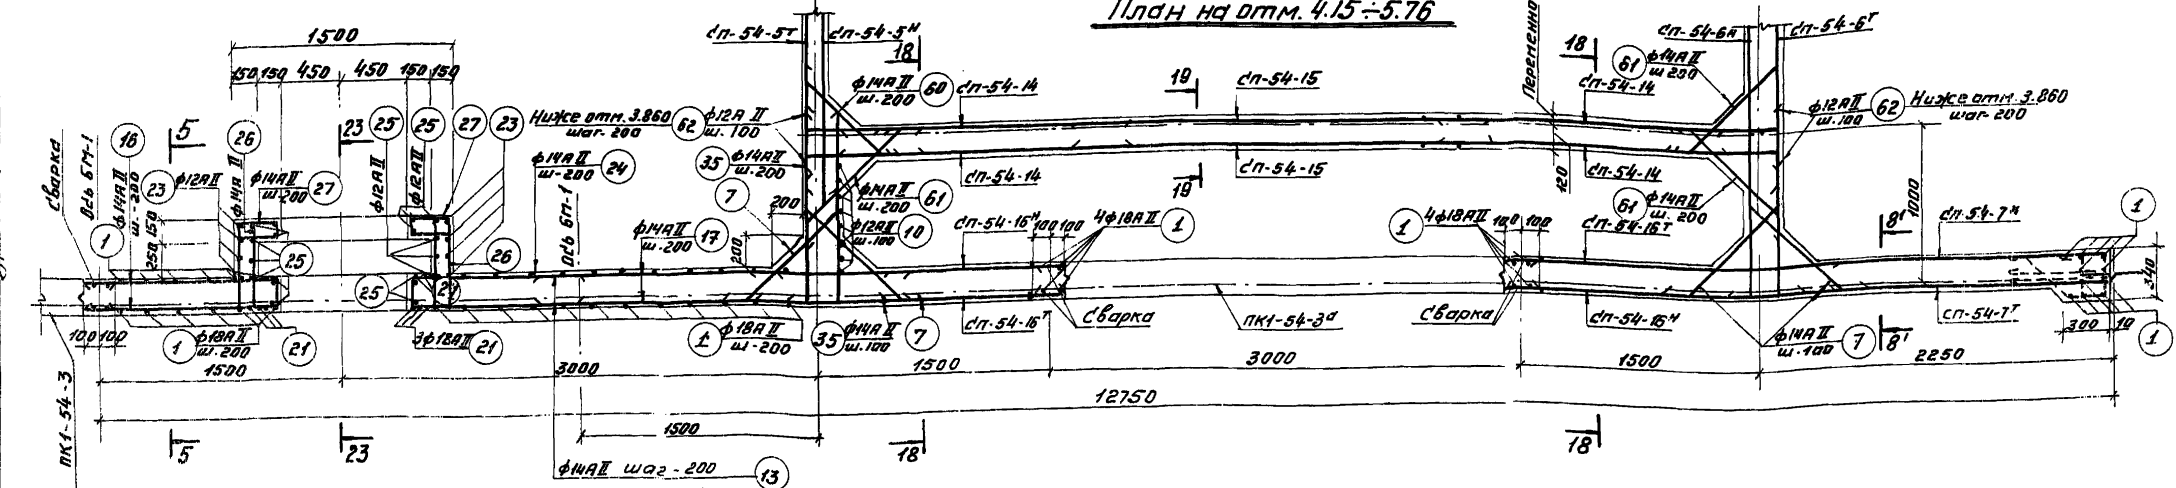 План на отм. 4.15÷5.76
1500
150 150 450 450 150 150
сп-54-5т
сп-54-5н
18
сп-54-6н
сп-54-6т
18
61
ф14АII
ш 200
ф14АII
ш-200
60
сп-54-14
19
сп-54-15
сп-54-14
Сварка
Ось БМ-1
16
ф14АII
ш.-200
5
26
23
25
25
27
23
Ниже отм. 3.860
шаг 200
62
ф12АII
ш.100
ф12АII
ш.100
62
Ниже отм. 3.860
шаг-200
23
ф12АII
ф14АII
ф14АII
ш-200
27
ф12АII
ф12АII
ф14АII
ш-200
24
35
ф14АII
ш.200
Ось БМ-1
7
200
200
ф14АII
ш-200
61
ф12АII
ш.100
10
сп-54-14
сп-54-15
19
120
сп-54-14
61
ф14АII
ш.200
1000
1
250 150
25
26
ф14АII
ш.200
17
сп-54-16н
100 100
4ф18АII
1
1
4ф18АII
100 100
сп-54-16т
8'
сп-54-7н
1
340
25
21
100 100
1
ф18АII
ш-200
21
3ф18АII
21
1
ф18АII
ш-200
35
ф14АII
ш.100
7
сп-54-16т
Сварка
ПК1-54-3а
Сварка
сп-54-16н
ф14АII
ш-100
7
8'
сп-54-7т
300
10
1
1500
3000
1500
3000
1500
2250
12750
ПК1-54-3
5
23
1500
18
18
ф14АII шаг-200
13